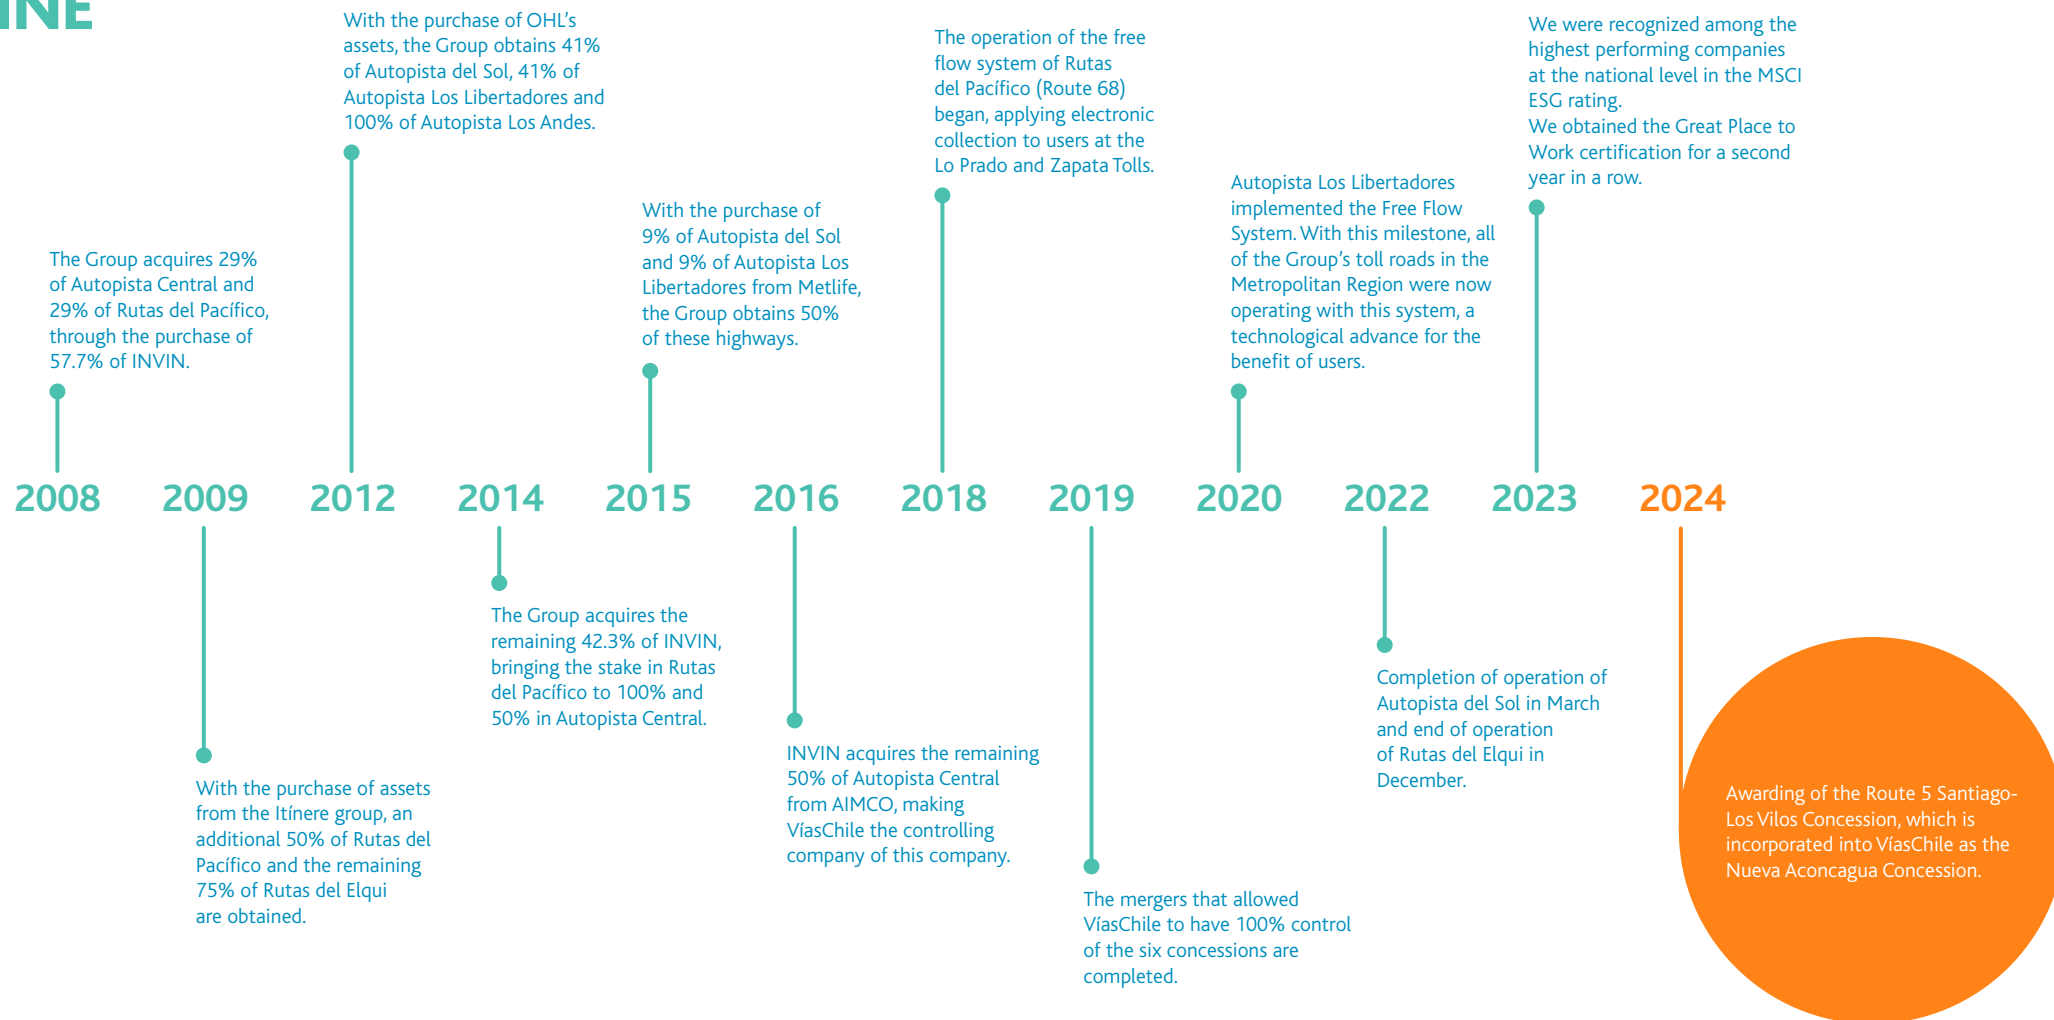 With the purchase of OHL's
assets, the Group obtains 41%
of Autopista del Sol, 41% of
Autopista Los Libertadores and
100% of Autopista Los Andes.
The operation of the free
flow system of Rutas
del Pacífico (Route 68)
began, applying electronic
collection to users at the
Lo Prado and Zapata Tolls.
We were recognized among the
highest performing companies
at the national level in the MSCI
ESG rating.
We obtained the Great Place to
Work certification for a second
year in a row.
The Group acquires 29%
of Autopista Central and
29% of Rutas del Pacífico,
through the purchase of
57.7% of INVIN.
With the purchase of
9% of Autopista del Sol
and 9% of Autopista Los
Libertadores from Metlife,
the Group obtains 50%
of these highways.
Autopista Los Libertadores
implemented the Free Flow
System. With this milestone, all
of the Group's toll roads in the
Metropolitan Region were now
operating with this system, a
technological advance for the
benefit of users.
2008 2009 2012 2014 2015 2016 2018 2019 2020 2022 2023 2024
With the purchase of assets
from the Itínere group, an
additional 50% of Rutas del
Pacífico and the remaining
75% of Rutas del Elqui
are obtained.
The Group acquires the
remaining 42.3% of INVIN,
bringing the stake in Rutas
del Pacífico to 100% and
50% in Autopista Central.
INVIN acquires the remaining
50% of Autopista Central
from AIMCO, making
VíasChile the controlling
company of this company.
The mergers that allowed
VíasChile to have 100% control
of the six concessions are
completed.
Completion of operation of
Autopista del Sol in March
and end of operation
of Rutas del Elqui in
December.
Awarding of the Route 5 Santiago-
Los Vilos Concession, which is
incorporated into VíasChile as the
Nueva Aconcagua Concession.